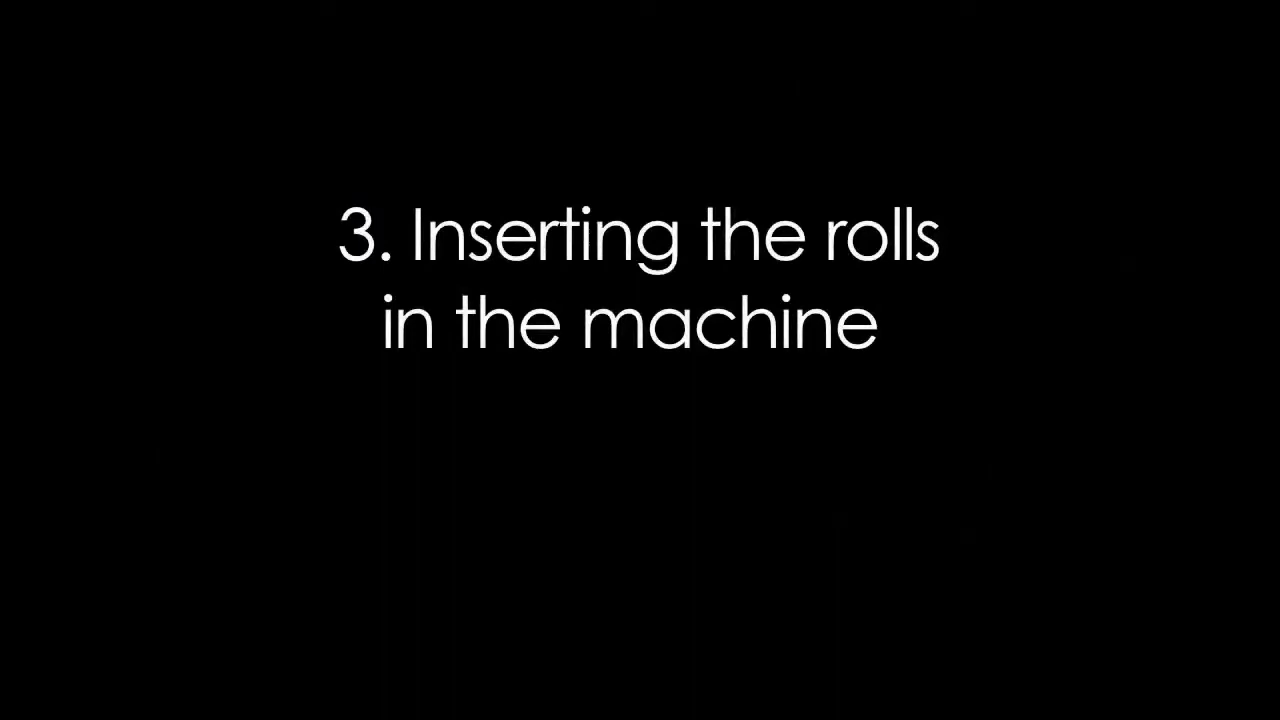 3. Inserting the rolls
in the machine